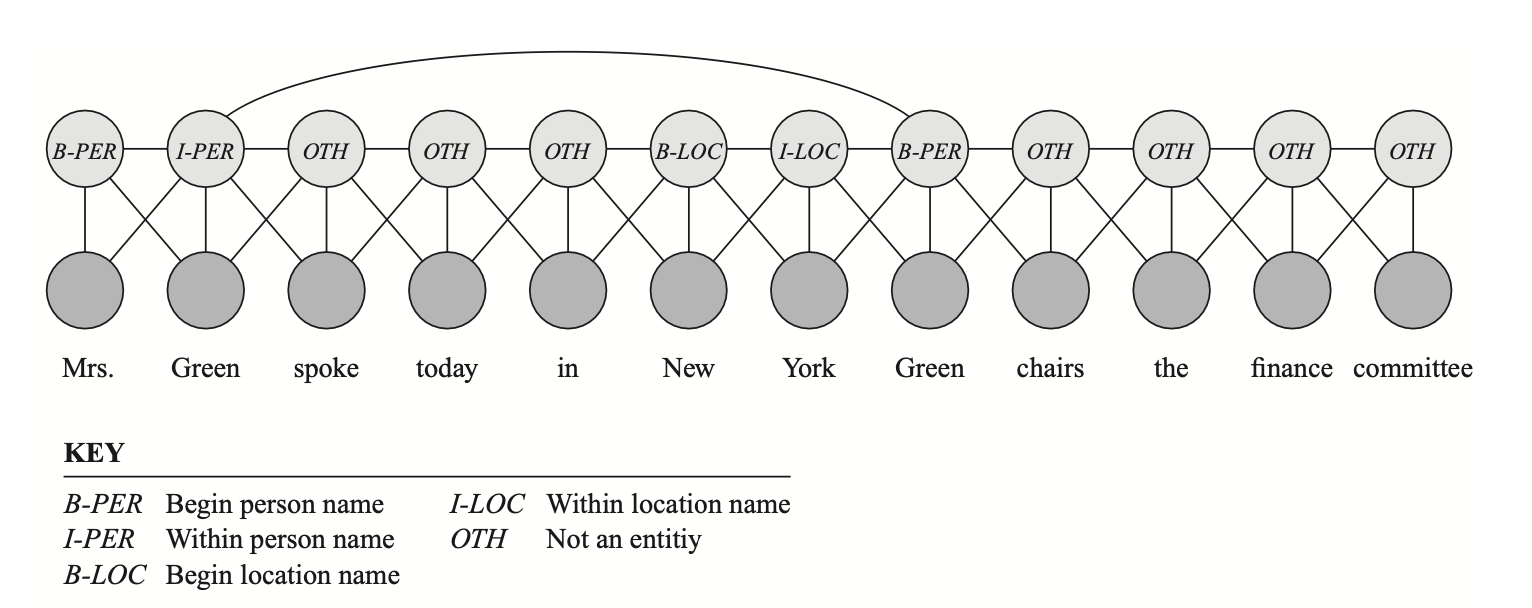 B-PER I-PER OTH OTH OTH B-LOC I-LOC B-PER OTH OTH OTH OTH
Mrs. Green spoke today in New York Green chairs the finance committee
KEY
B-PER Begin person name I-LOC Within location name
I-PER Within person name OTH Not an entitiy
B-LOC Begin location name